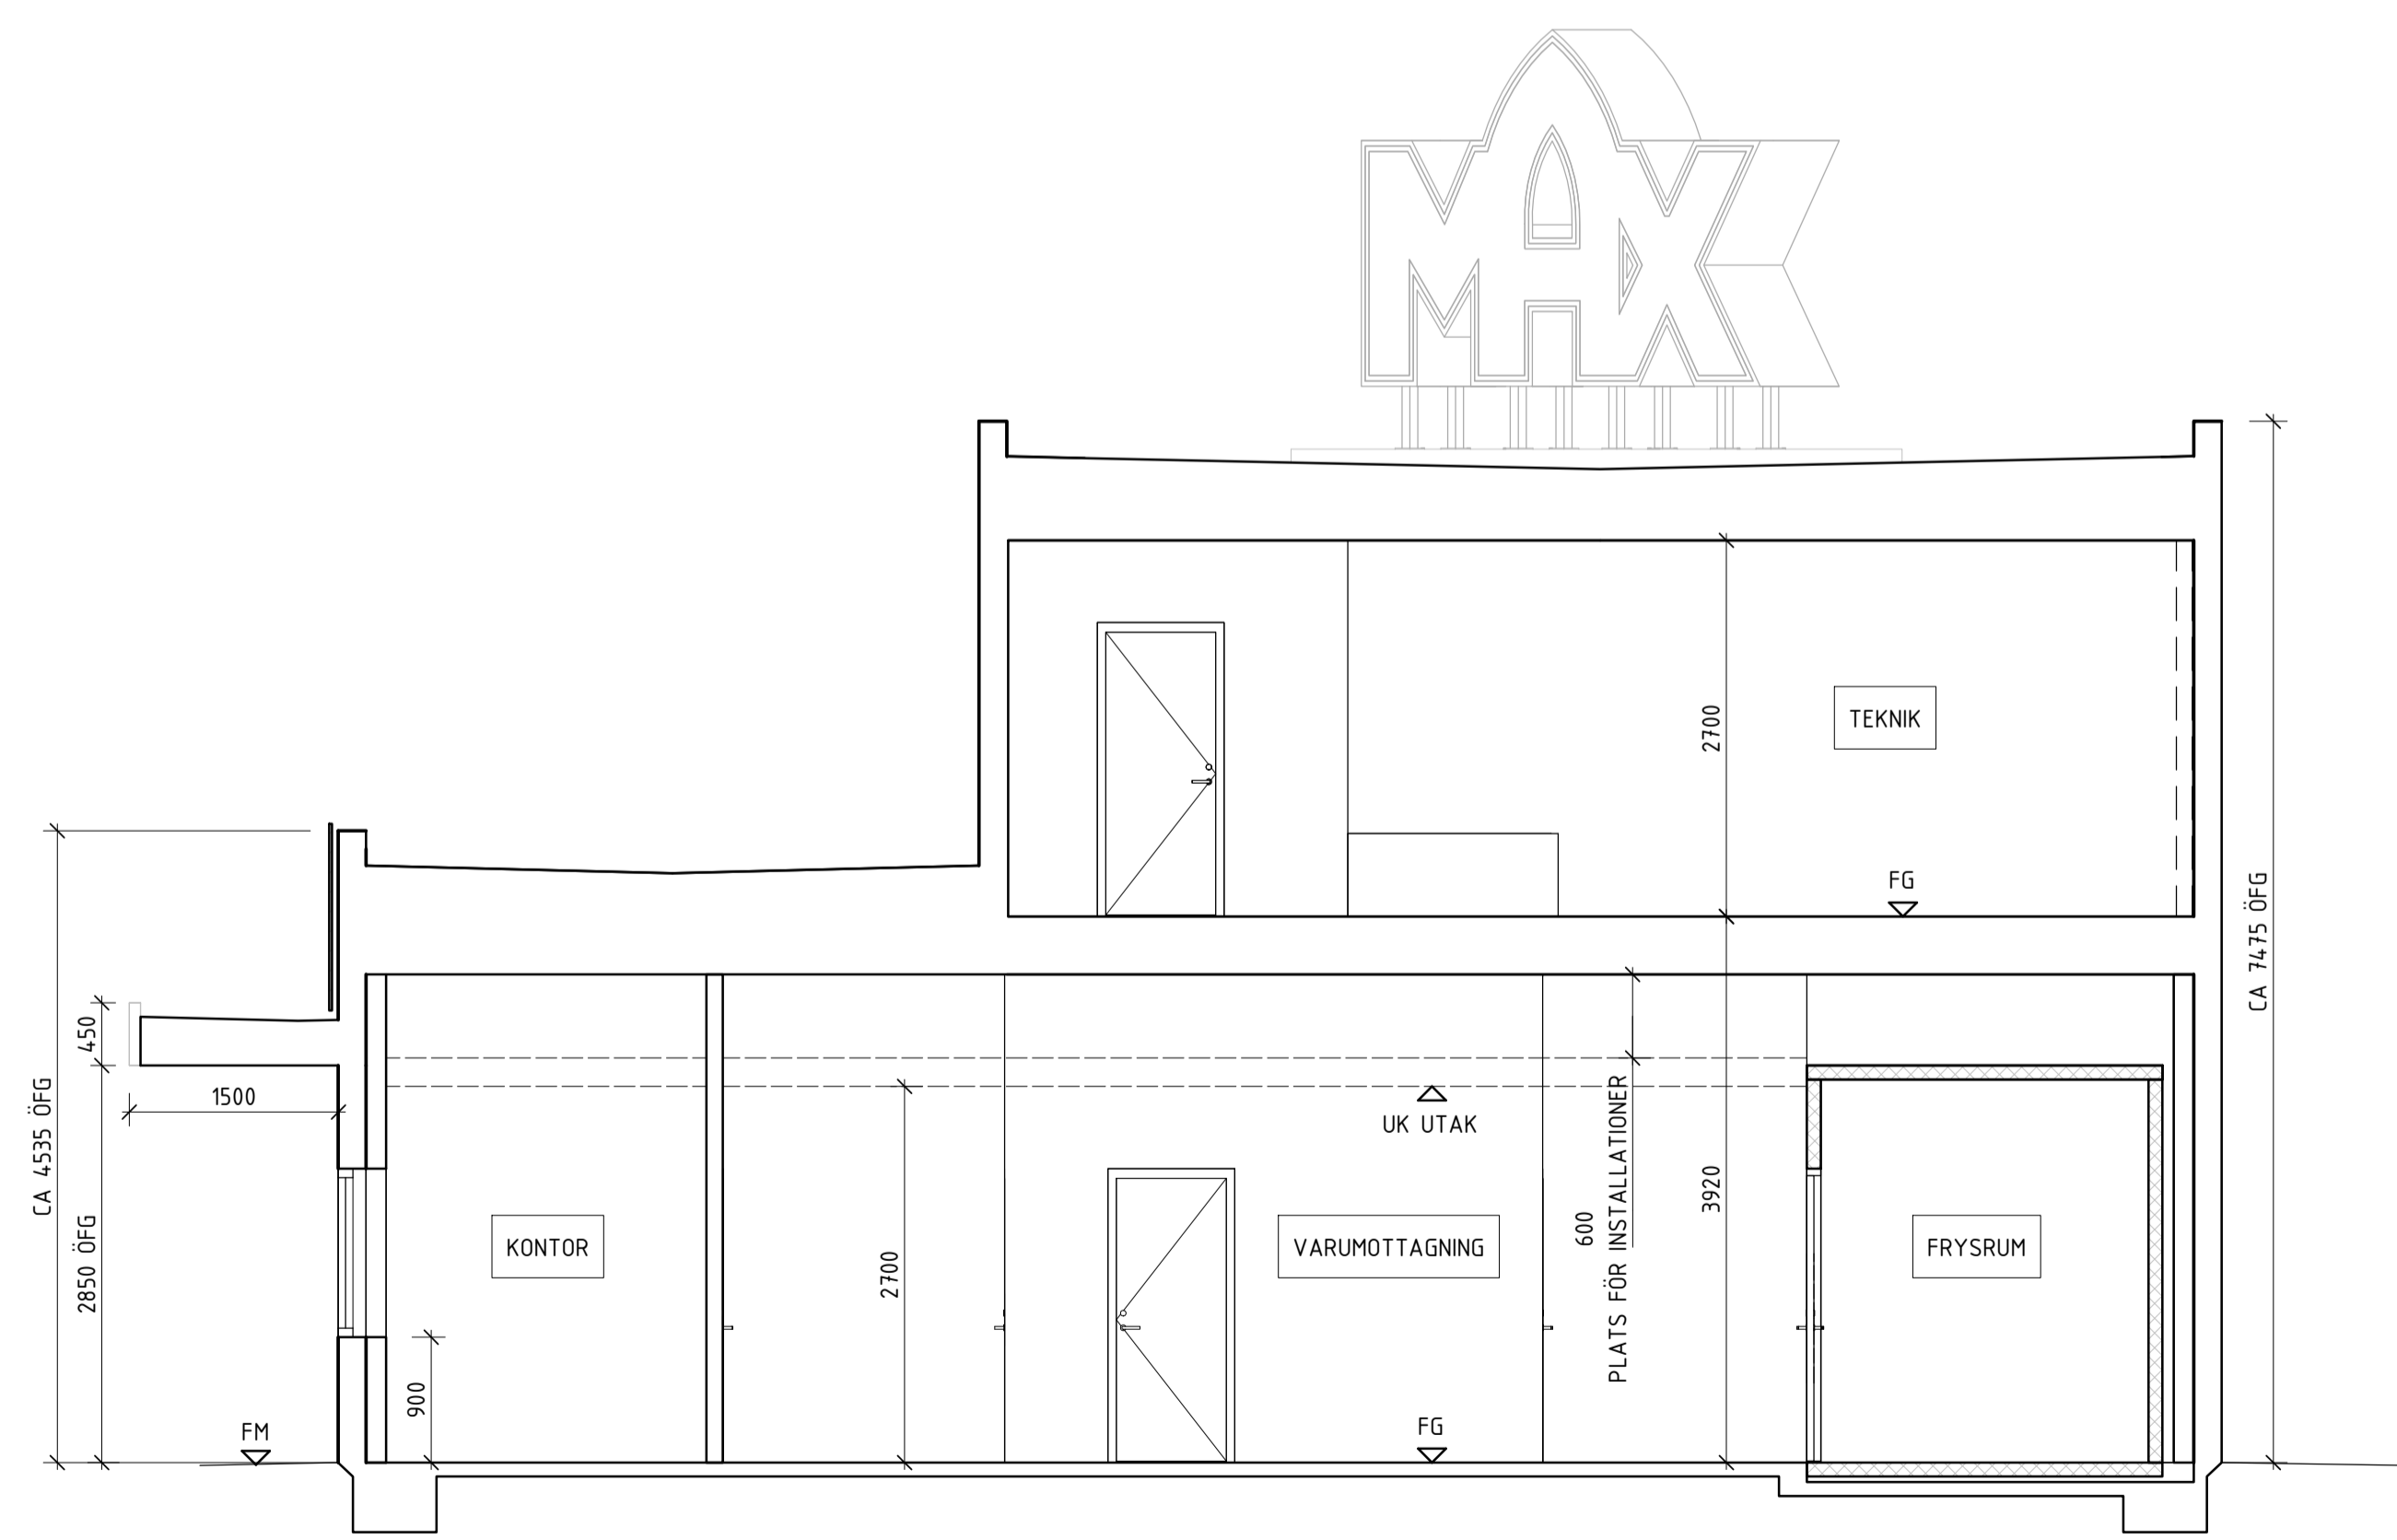 MAX
2700
TEKNIK
FG
CA 7475 ÖFG
CA 4535 ÖFG
450
1500
2850 ÖFG
UK UTAK
600
PLATS FÖR INSTALLATIONER
3920
KONTOR
2700
VARUMOTTAGNING
FRYSRUM
900
FM
FG